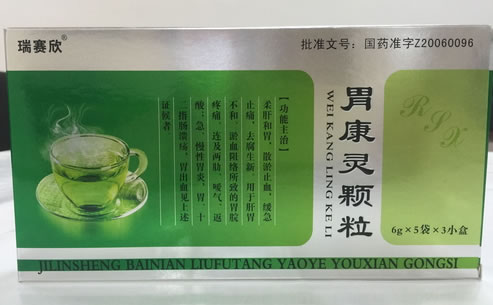 瑞赛欣®
批准文号：国药准字Z20060096
胃康灵颗粒
WEI KANG LING KE LI
RSX
【功能主治】
柔肝和胃，散淤止血，缓急
止痛，去腐生新。用于肝胃
不和、淤血阻络所致的胃脘
疼痛、连及两胁、嗳气、返
酸；急、慢性胃炎，胃、十
二指肠溃疡，胃出血见上述
证候者
6g×5袋×3小盒
JILINSHENG BAINIAN LIUFUTANG YAOYE YOUXIAN GONGSI